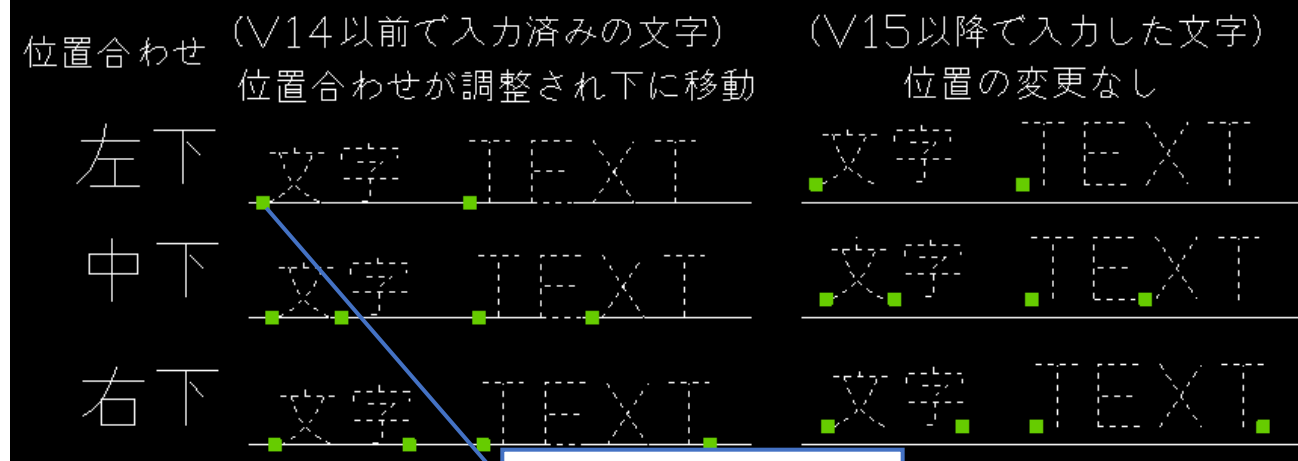 位置合わせ
(V14以前で入力済みの文字)
位置合わせが調整され下に移動
(V15以降で入力した文字)
位置の変更なし
左下 文字 TEXT 文字 TEXT
中下 文字 TEXT 文字 TEXT
右下 文字 TEXT 文字 TEXT